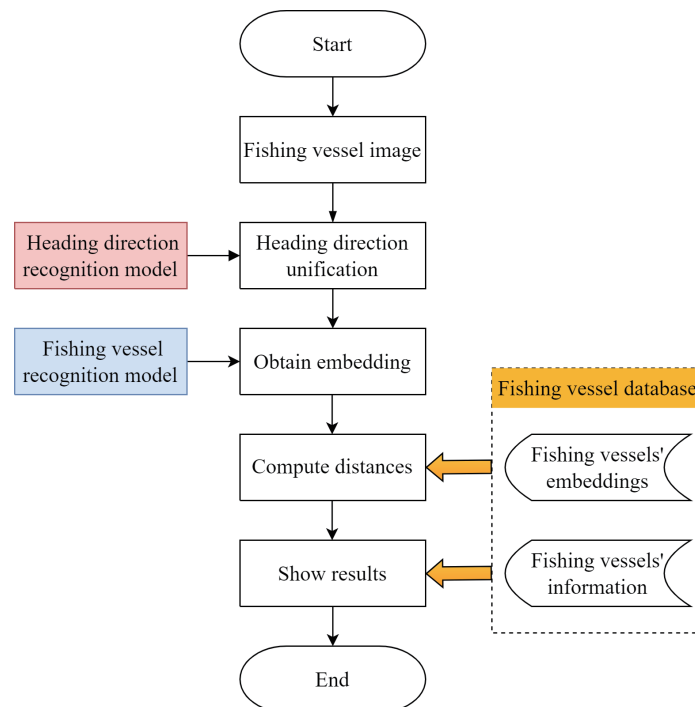 Start
Fishing vessel image
Heading direction
recognition model
Heading direction
unification
Fishing vessel
recognition model
Obtain embedding
Fishing vessel database
Compute distances
Fishing vessels'
embeddings
Show results
Fishing vessels'
information
End